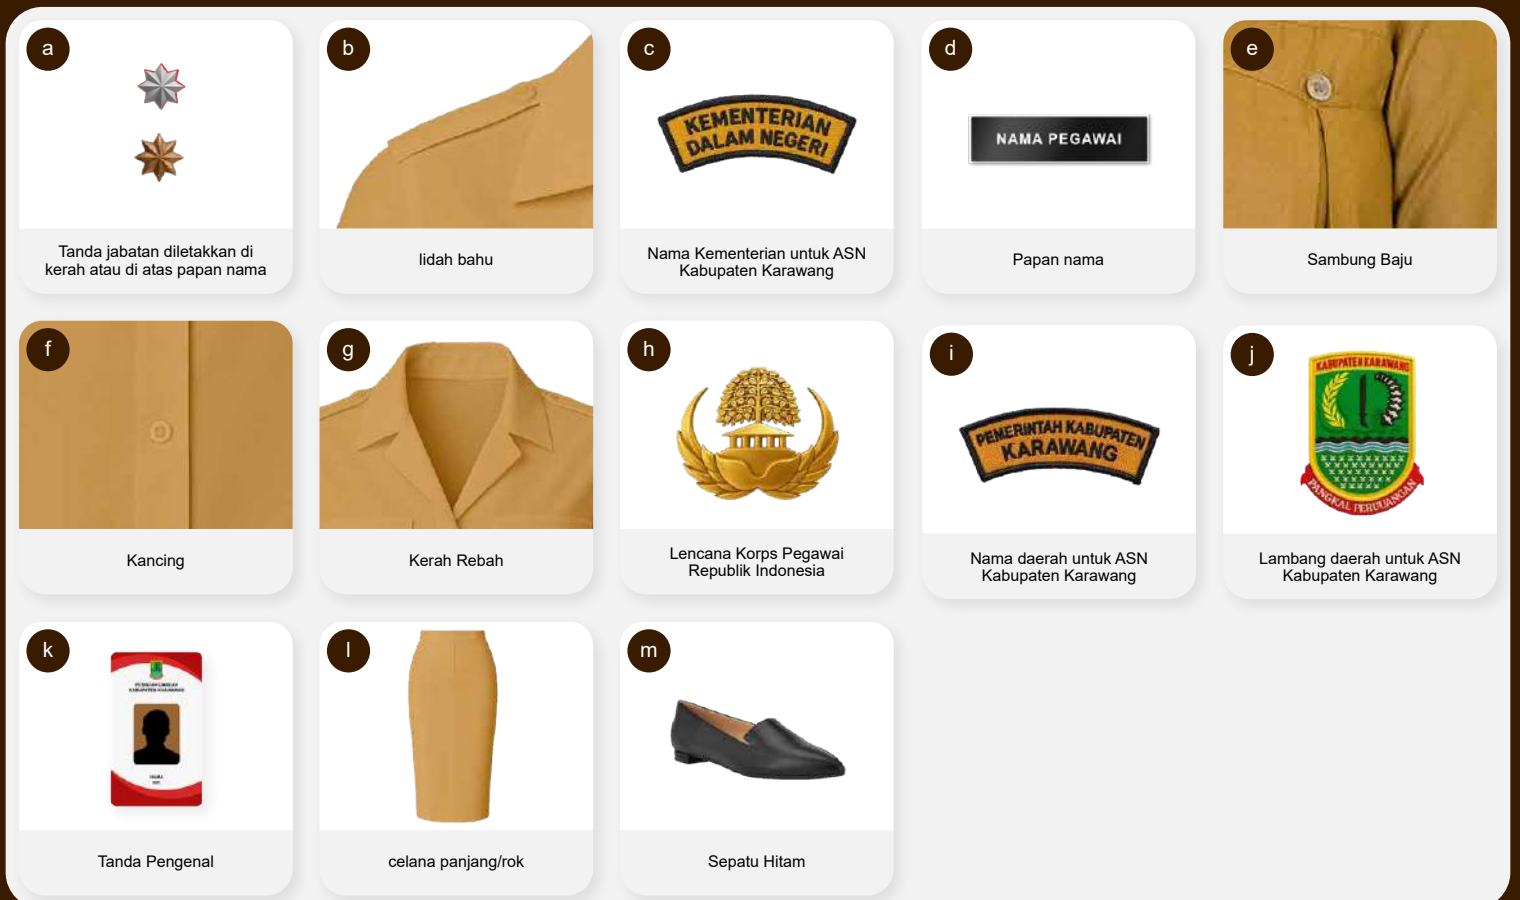 a
b
c
d
e
KEMENTERIAN
DALAM NEGERI
NAMA PEGAWAI
Tanda jabatan diletakkan di
kerah atau di atas papan nama
lidah bahu
Nama Kementerian untuk ASN
Kabupaten Karawang
Papan nama
Sambung Baju
f
g
h
i
j
PEMERINTAH KABUPATEN
KARAWANG
KABUPATEN KARAWANG
PANGKAL PERJUANGAN
Kancing
Kerah Rebah
Lencana Korps Pegawai
Republik Indonesia
Nama daerah untuk ASN
Kabupaten Karawang
Lambang daerah untuk ASN
Kabupaten Karawang
k
l
m
KABUPATEN KARAWANG
Tanda Pengenal
celana panjang/rok
Sepatu Hitam